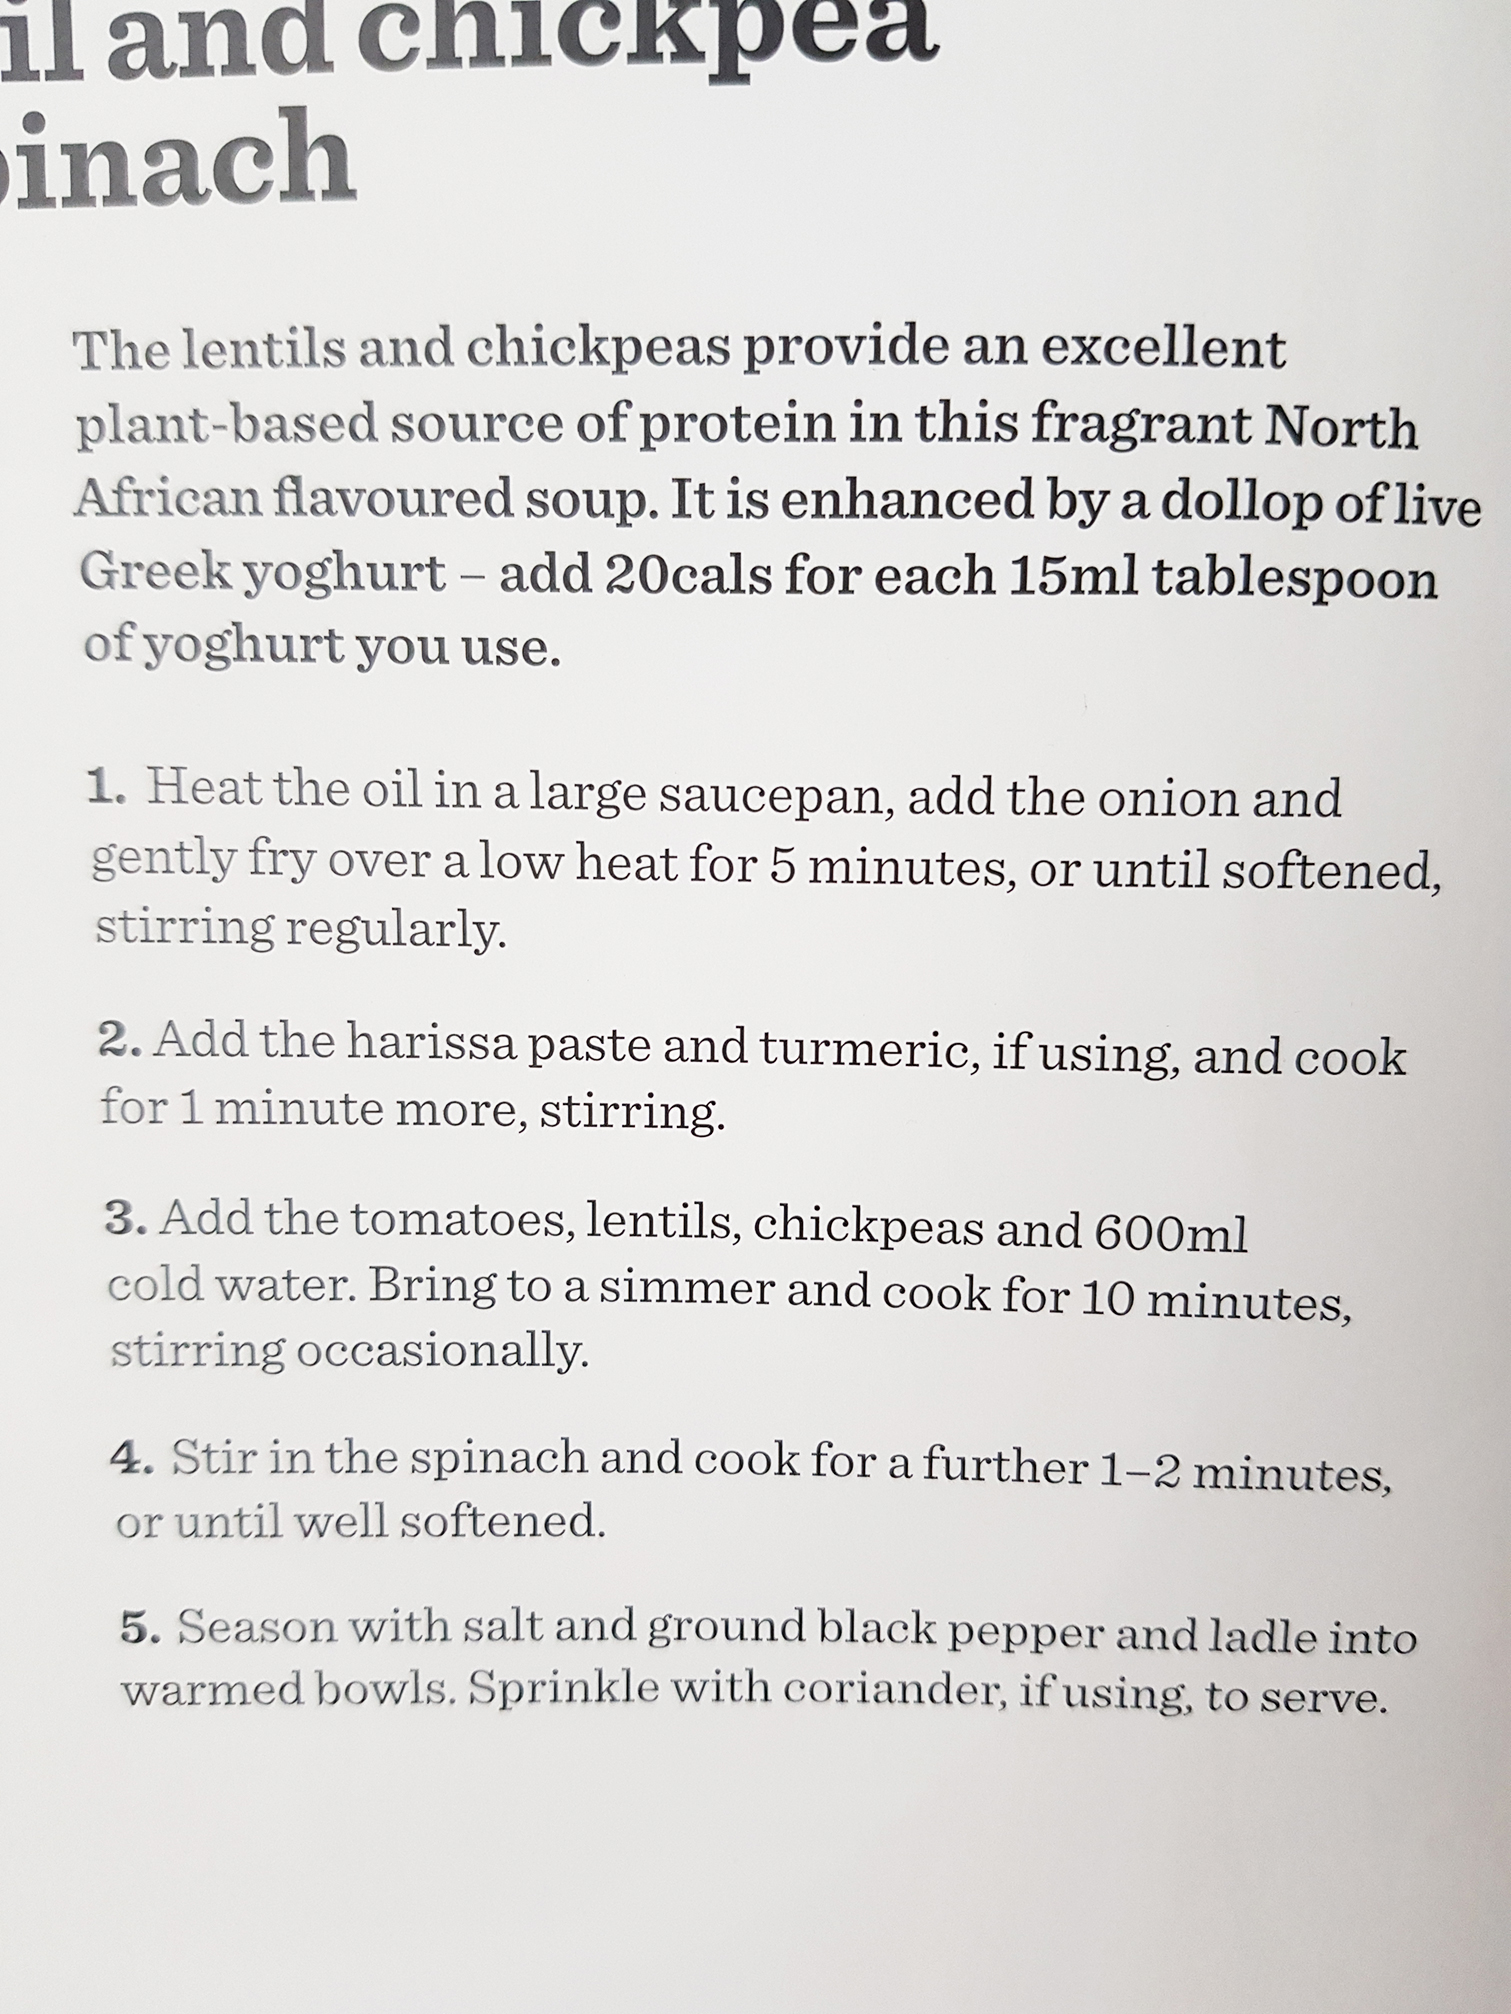 and chickpea
The lentils and chickpeas provide an excellent
plant-based source of protein in this fragrant North
African flavoured soup. It is enhanced by a dollop of live
Greek yoghurt – add 20cals for each 15ml tablespoon
of yoghurt you use.
1. Heat the oil in a large saucepan, add the onion and
gently fry over a low heat for 5 minutes, or until softened,
stirring regularly.
2. Add the harissa paste and turmeric, if using, and cook
for 1 minute more, stirring.
3. Add the tomatoes, lentils, chickpeas and 600ml
cold water. Bring to a simmer and cook for 10 minutes,
stirring occasionally.
4. Stir in the spinach and cook for a further 1–2 minutes,
or until well softened.
5. Season with salt and ground black pepper and ladle into
warmed bowls. Sprinkle with coriander, if using, to serve.